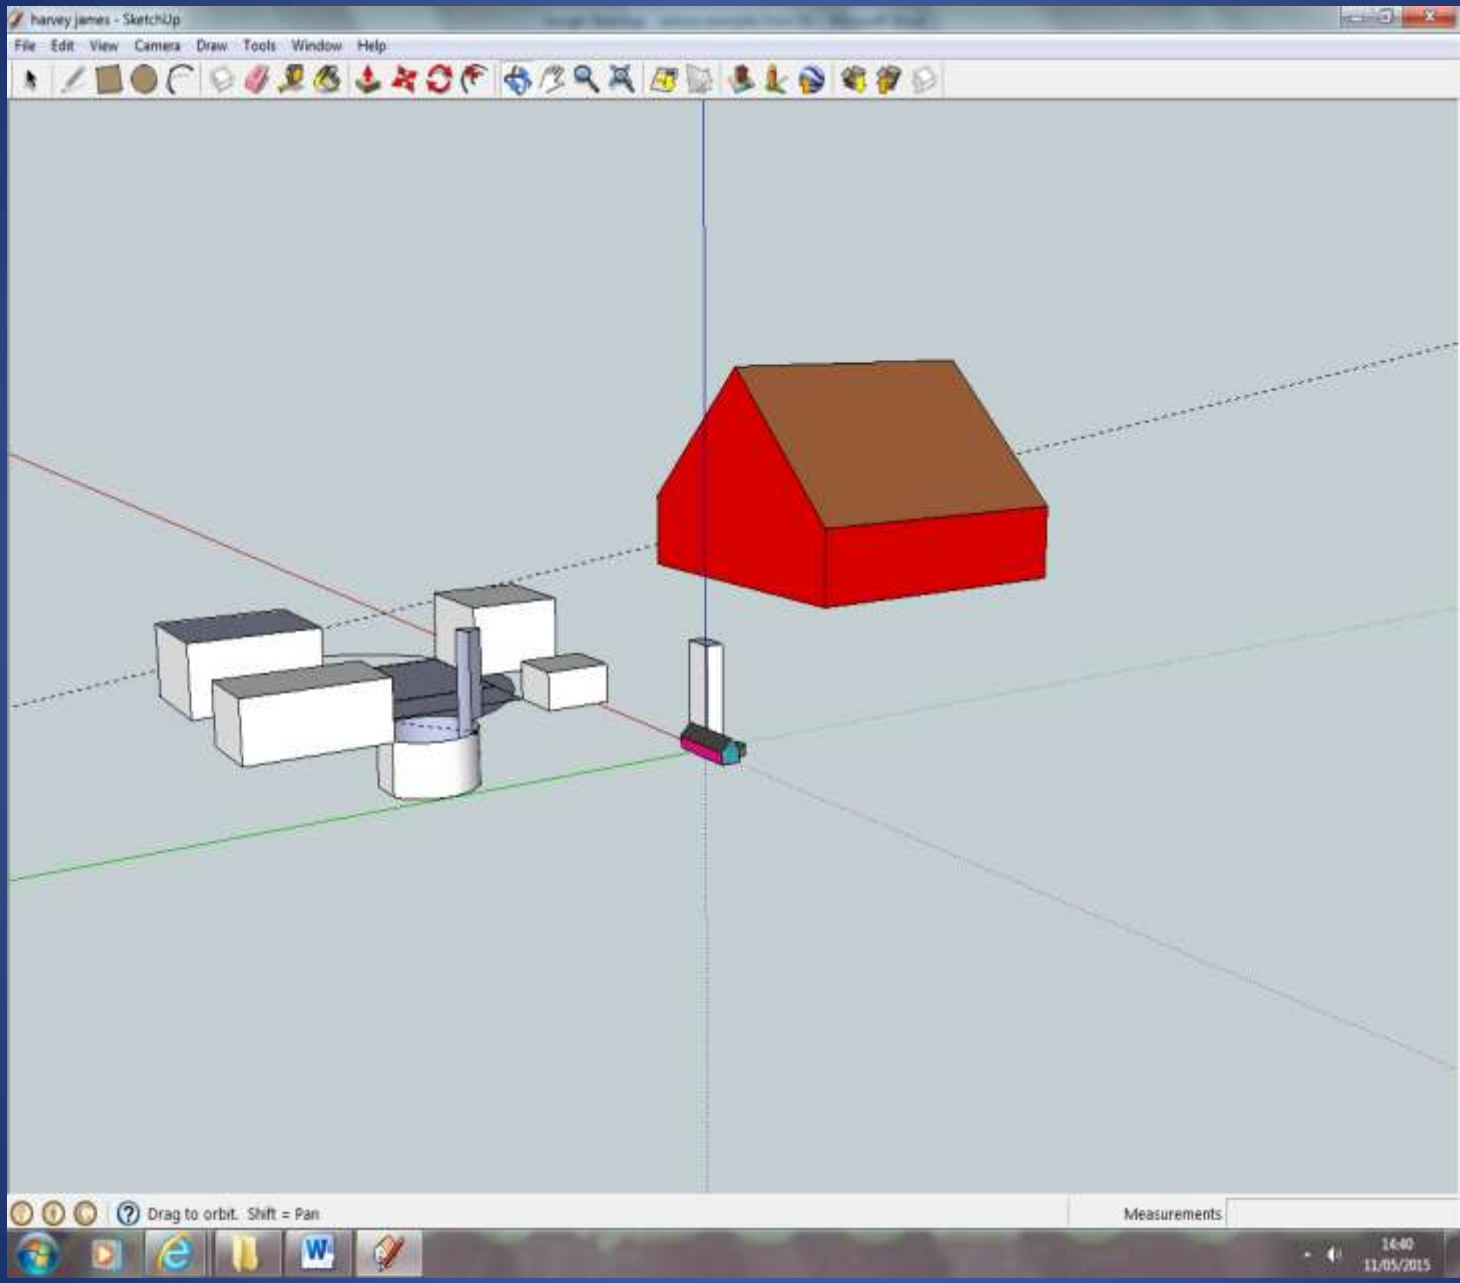 harvey james - SketchUp
File Edit View Camera Draw Tools Window Help
Drag to orbit. Shift = Pan
Measurements
W
14:40
11/05/2015